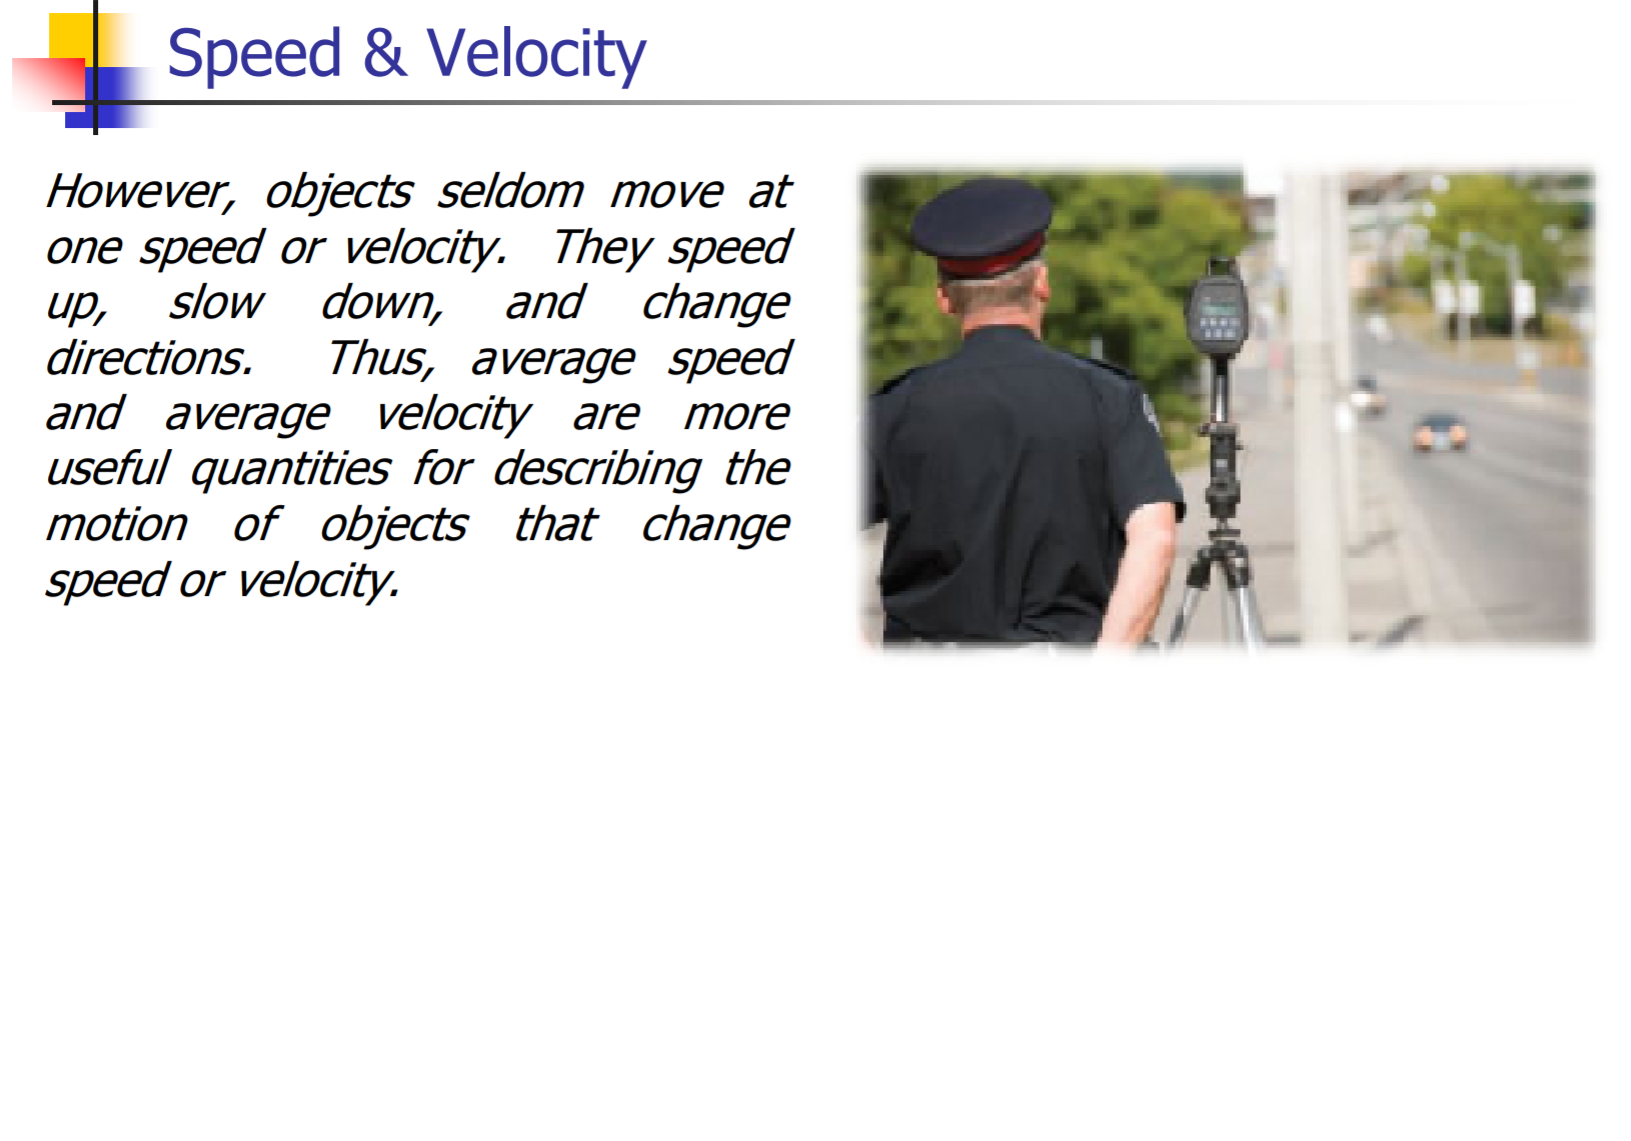 Speed & Velocity
However, objects seldom move at
one speed or velocity.  They speed
up, slow down, and change
directions.  Thus, average speed
and average velocity are more
useful quantities for describing the
motion of objects that change
speed or velocity.